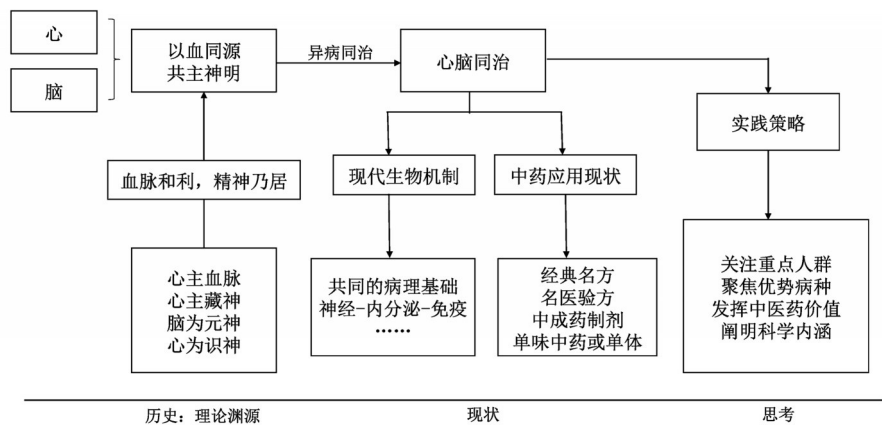 心
脑
以血同源
共主神明
异病同治
心脑同治
实践策略
血脉和利，精神乃居
现代生物机制
中药应用现状
心主血脉
心主藏神
脑为元神
心为识神
共同的病理基础
神经-内分泌-免疫
……
经典名方
名医验方
中成药制剂
单味中药或单体
关注重点人群
聚焦优势病种
发挥中医药价值
阐明科学内涵
历史：理论渊源
现状
思考